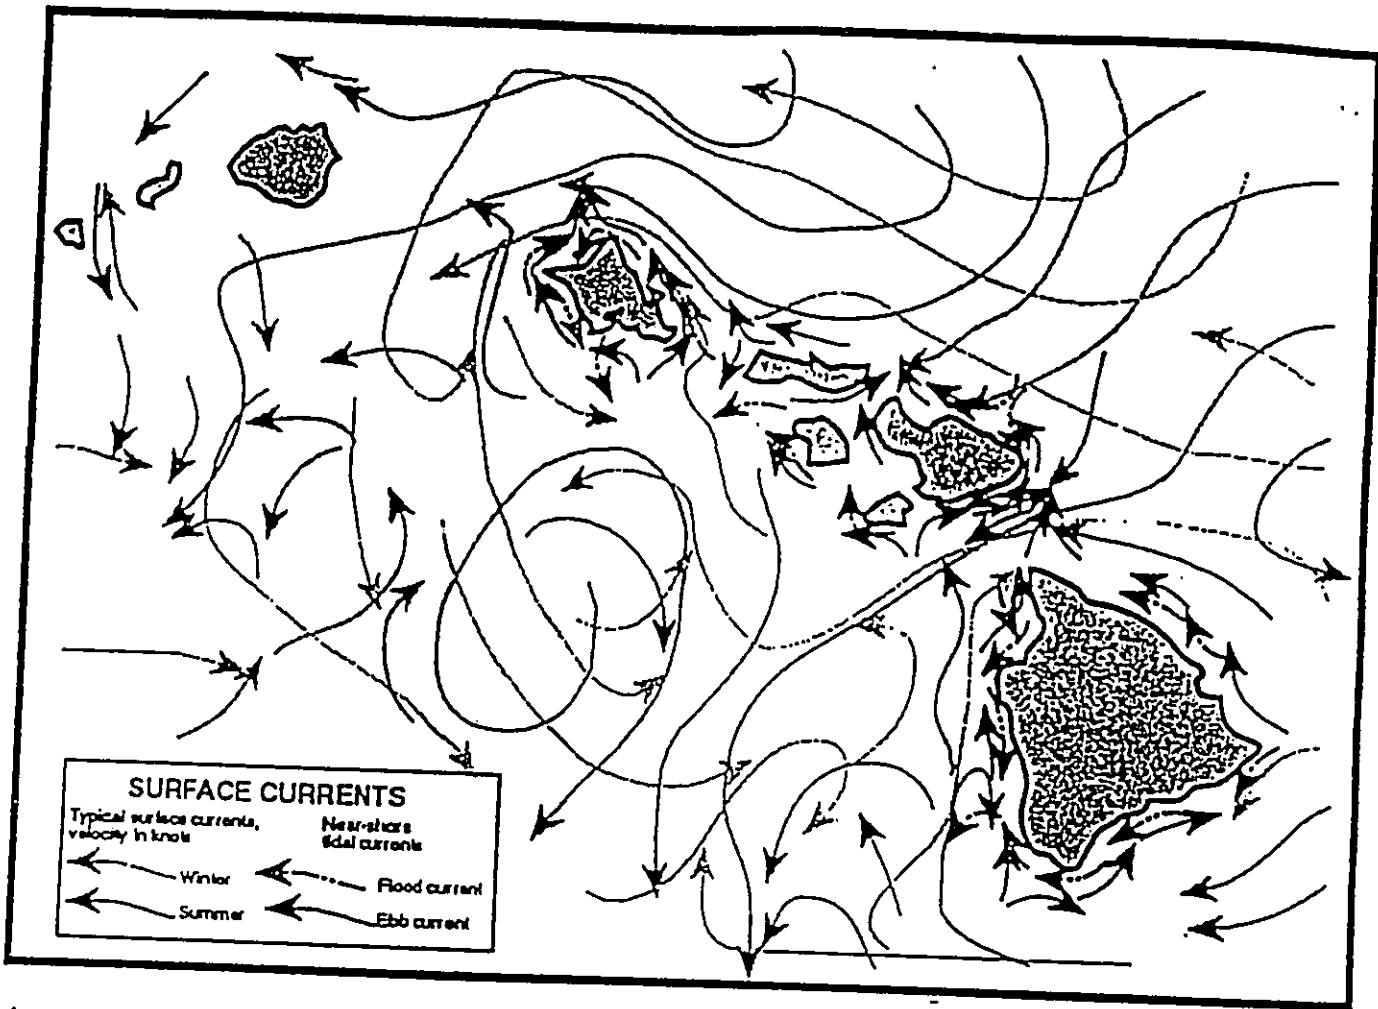 SURFACE CURRENTS
Typical surface currents,
velocity in knots
Near-shore
tidal currents
Winter
Flood current
Summer
Ebb current